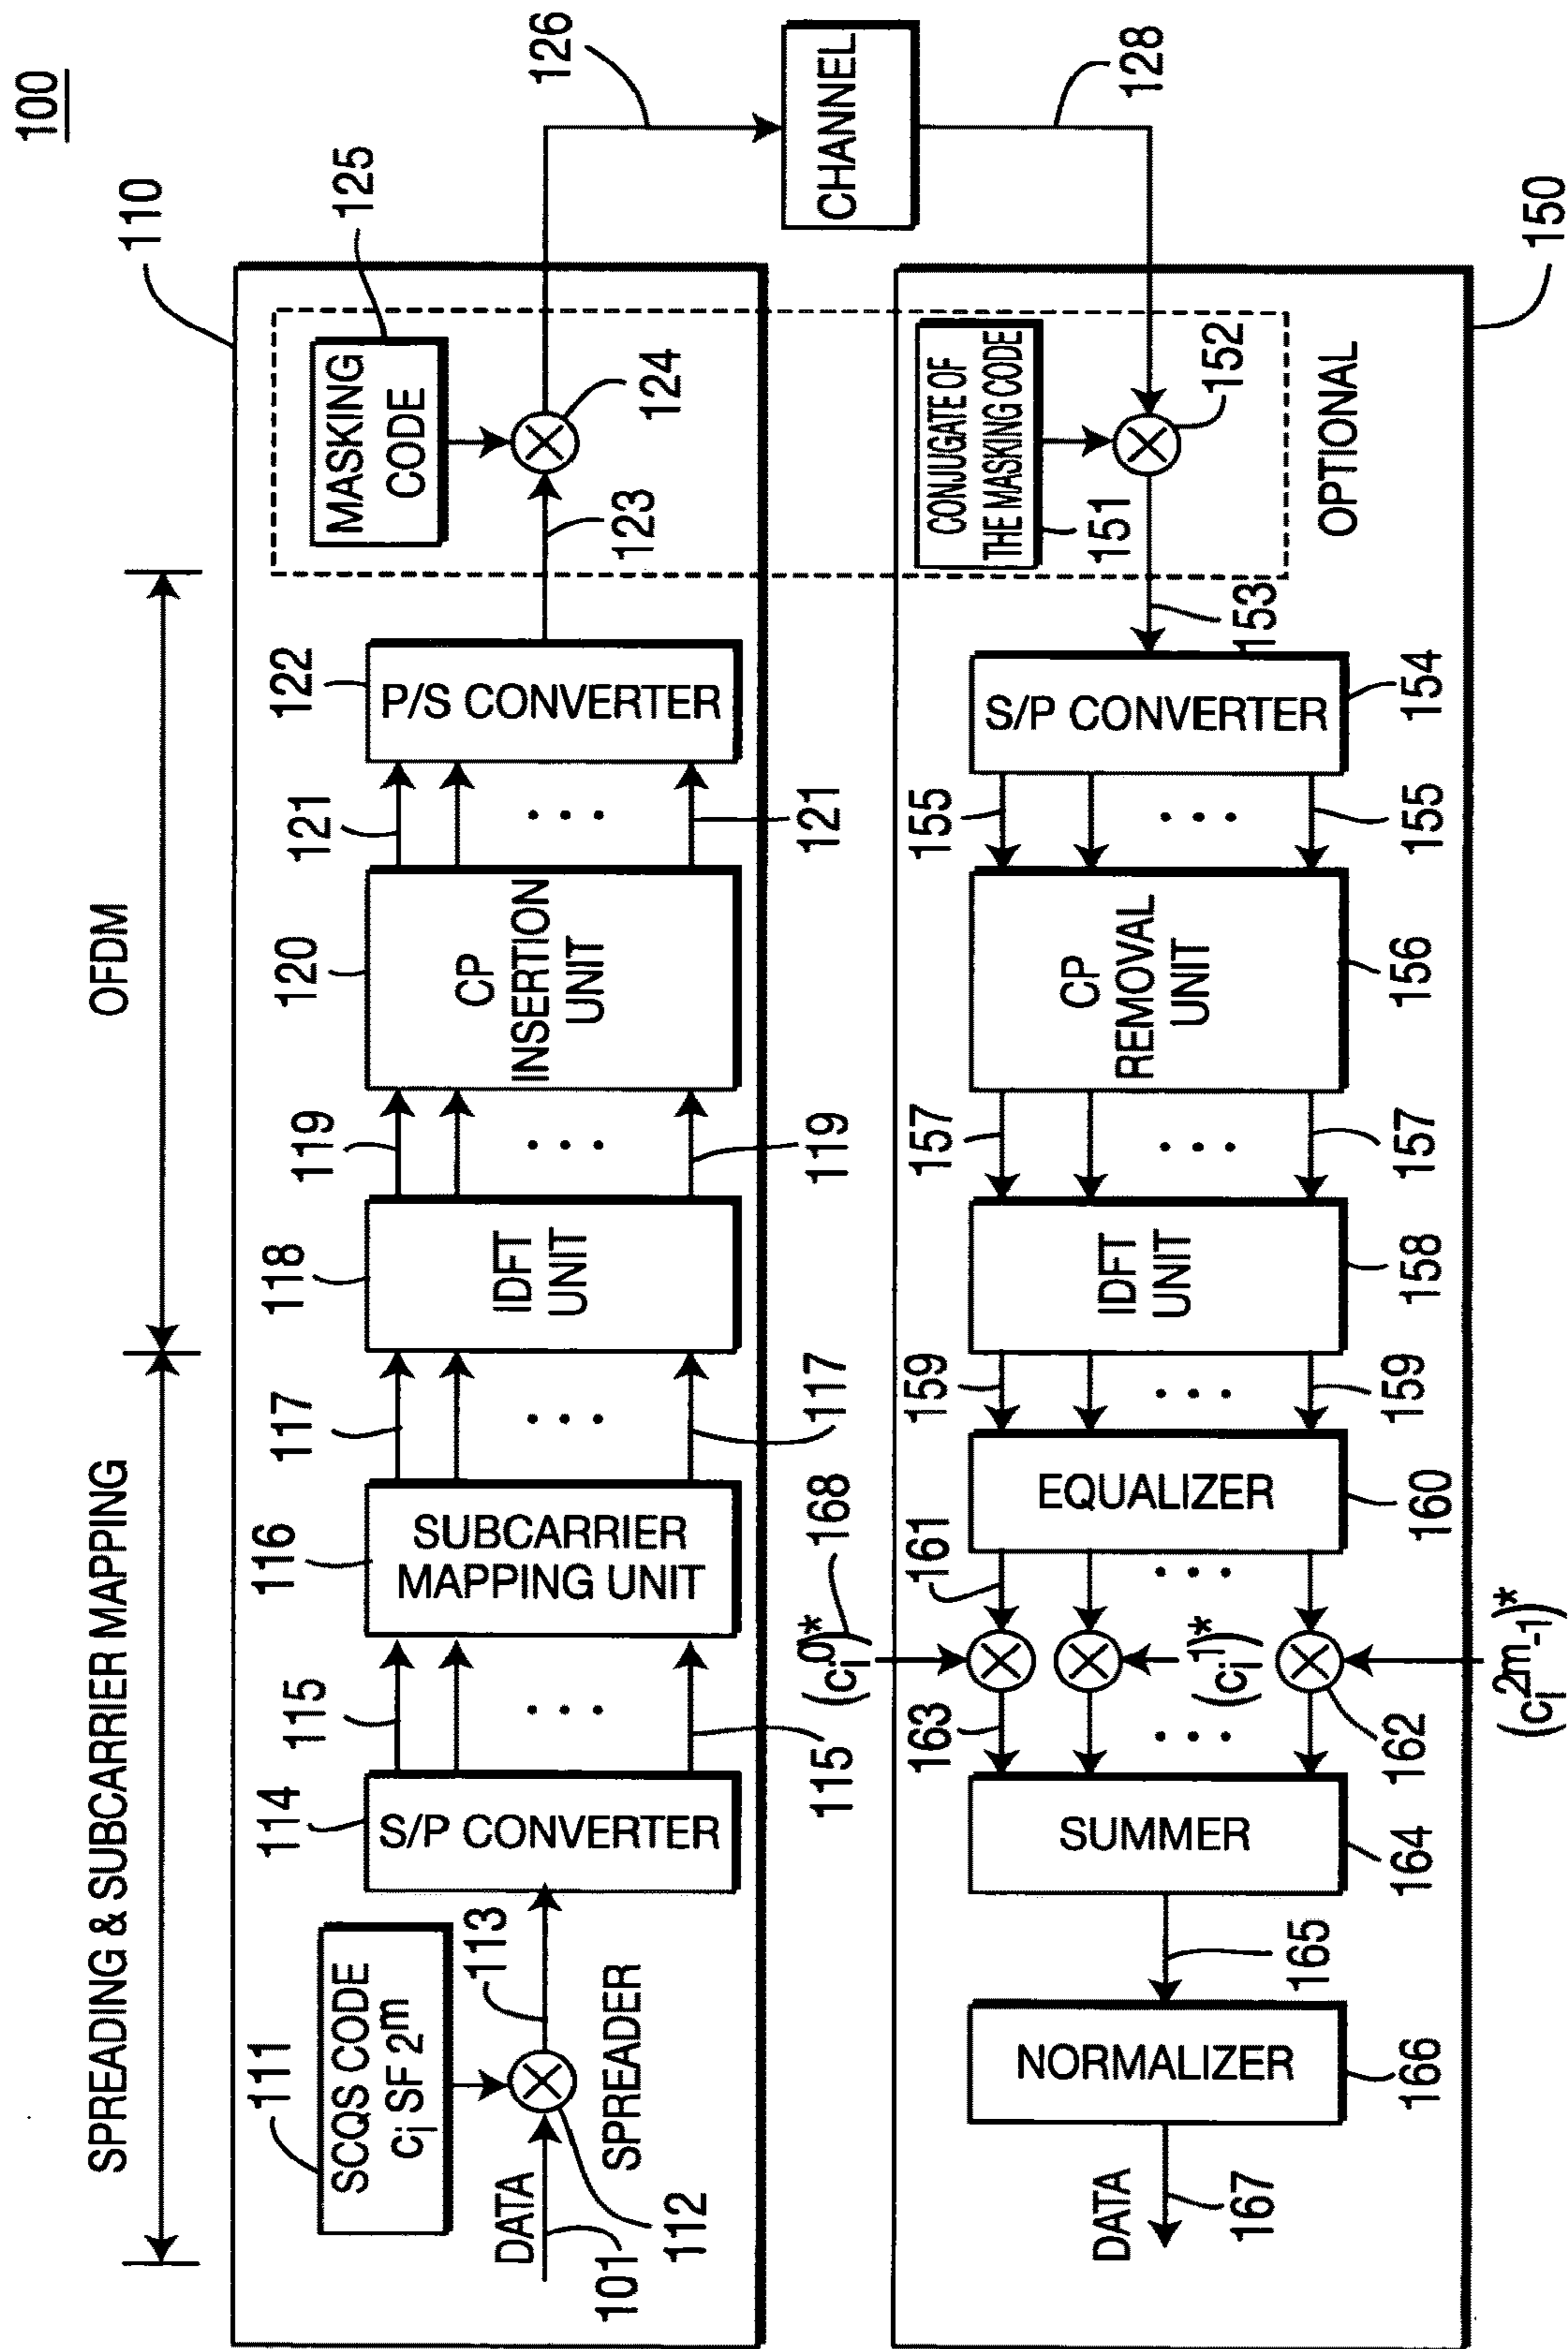 100
SPREADING & SUBCARRIER MAPPING
OFDM
110
111
SCQS CODE
ci SF 2^m
DATA
101
112
SPREADER
113
114
S/P CONVERTER
115
115
116
SUBCARRIER
MAPPING UNIT
117
117
118
IDFT
UNIT
119
119
120
CP
INSERTION
UNIT
121
121
122
P/S CONVERTER
123
124
MASKING
CODE
125
126
CHANNEL
128
150
OPTIONAL
CONJUGATE OF
THE MASKING CODE
151
152
153
S/P CONVERTER
154
155
155
CP
REMOVAL
UNIT
156
157
157
IDFT
UNIT
158
159
159
EQUALIZER
160
161
168
(ci^0)*
(ci^1)*
(ci^2m-1)*
162
163
SUMMER
164
165
NORMALIZER
166
DATA
167